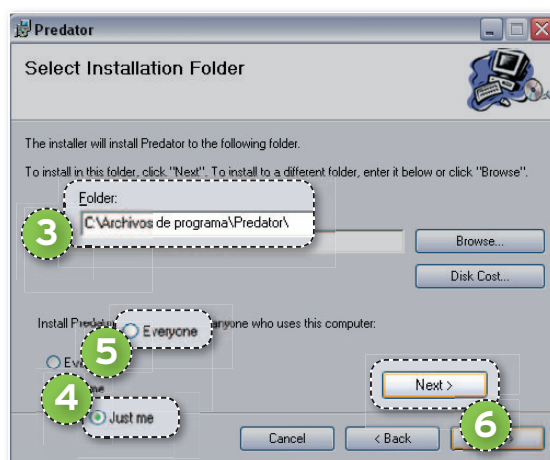 Predator
Select Installation Folder
The installer will install Predator to the following folder.
To install in this folder, click "Next". To install to a different folder, enter it below or click "Browse".
Folder:
C:\Archivos de programa\Predator\
3
Browse...
Disk Cost...
Install Predator anyone who uses this computer:
Everyone
5
4
Just me
Next >
6
Cancel
< Back